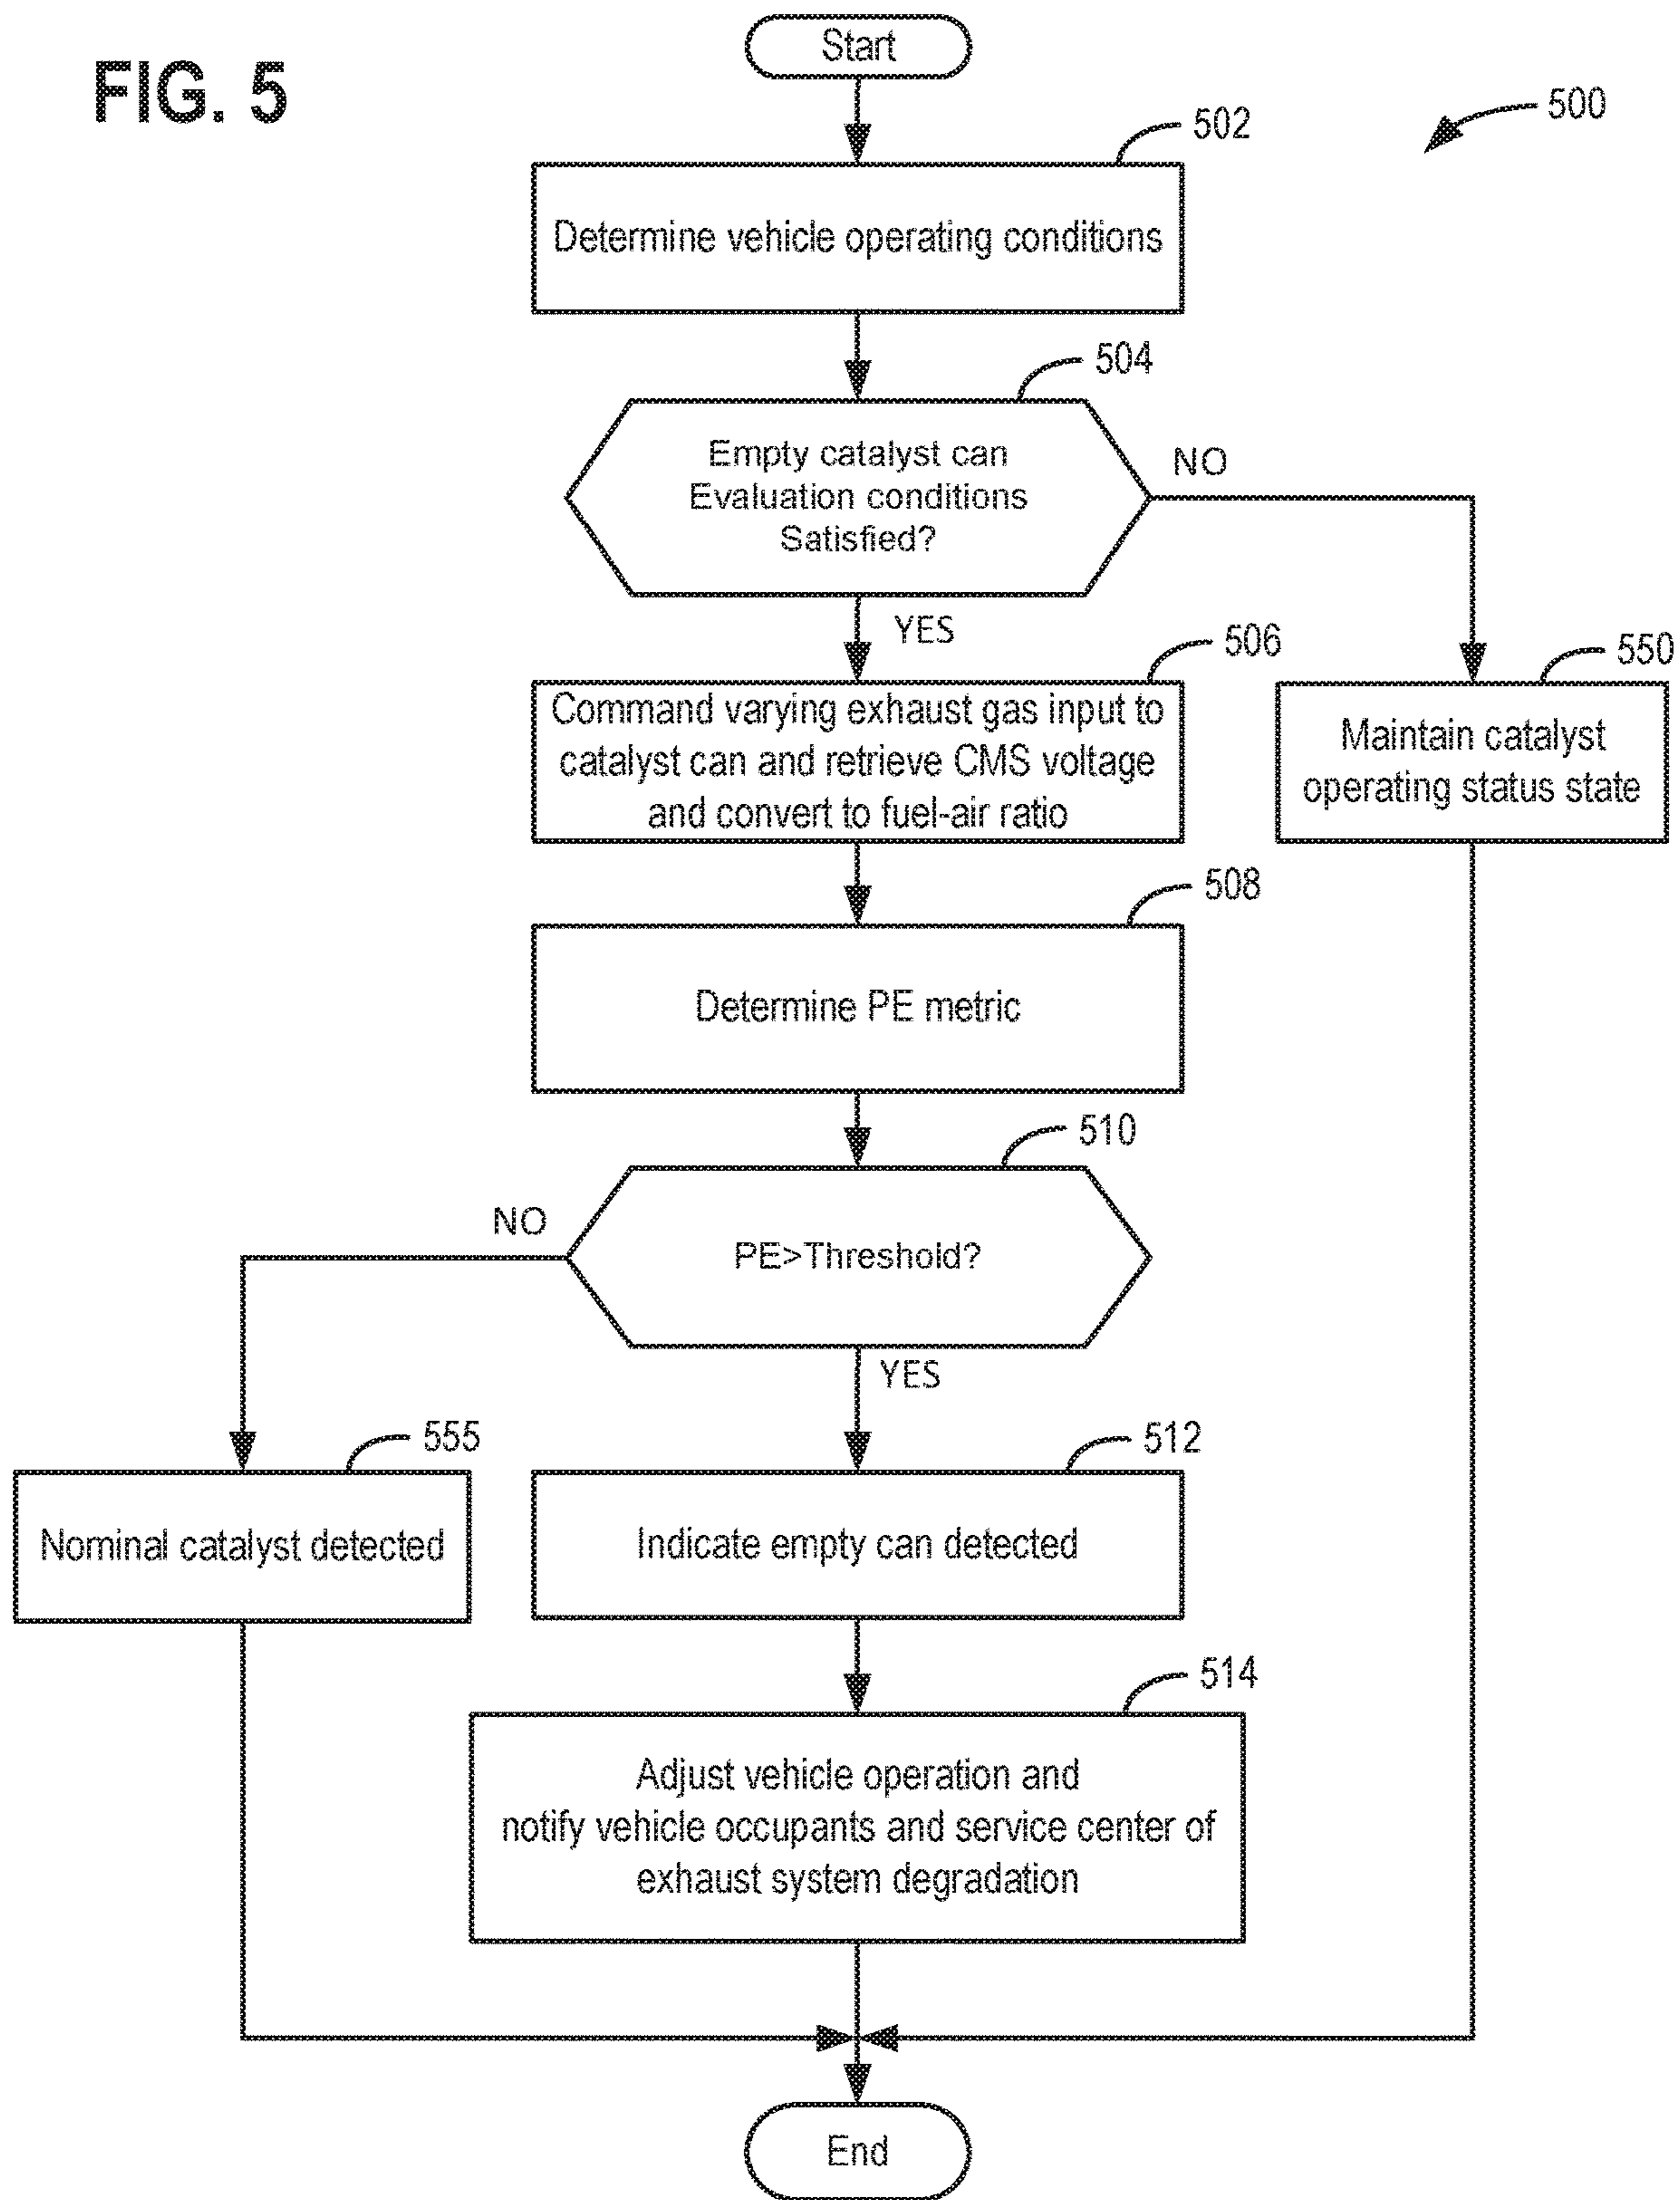 FIG. 5
Start
500
502
Determine vehicle operating conditions
504
Empty catalyst can
Evaluation conditions
Satisfied?
NO
YES
506
Command varying exhaust gas input to
catalyst can and retrieve CMS voltage
and convert to fuel-air ratio
550
Maintain catalyst
operating status state
508
Determine PE metric
510
PE>Threshold?
NO
YES
555
Nominal catalyst detected
512
Indicate empty can detected
514
Adjust vehicle operation and
notify vehicle occupants and service center of
exhaust system degradation
End